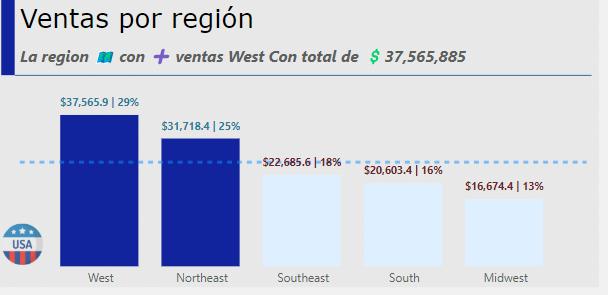 Ventas por región
La region con ventas West Con total de $ 37,565,885
$37,565.9 | 29%
$31,718.4 | 25%
$22,685.6 | 18%
$20,603.4 | 16%
$16,674.4 | 13%
USA
West Northeast Southeast South Midwest